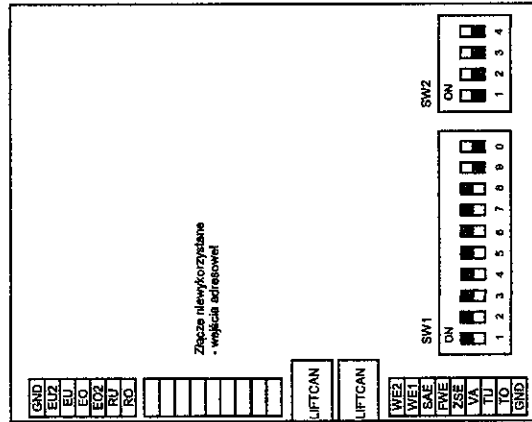 GND
EU2
EU
EO
EO2
RU
RO
Złącze niewykorzystane
- wejścia adresowe!
LIFTCAN
LIFTCAN
WE2
WE1
SAE
FWE
ZSE
VA
TU
TO
GND
SW1
ON
1 2 3 4 5 6 7 8 9 0
SW2
ON
1 2 3 4